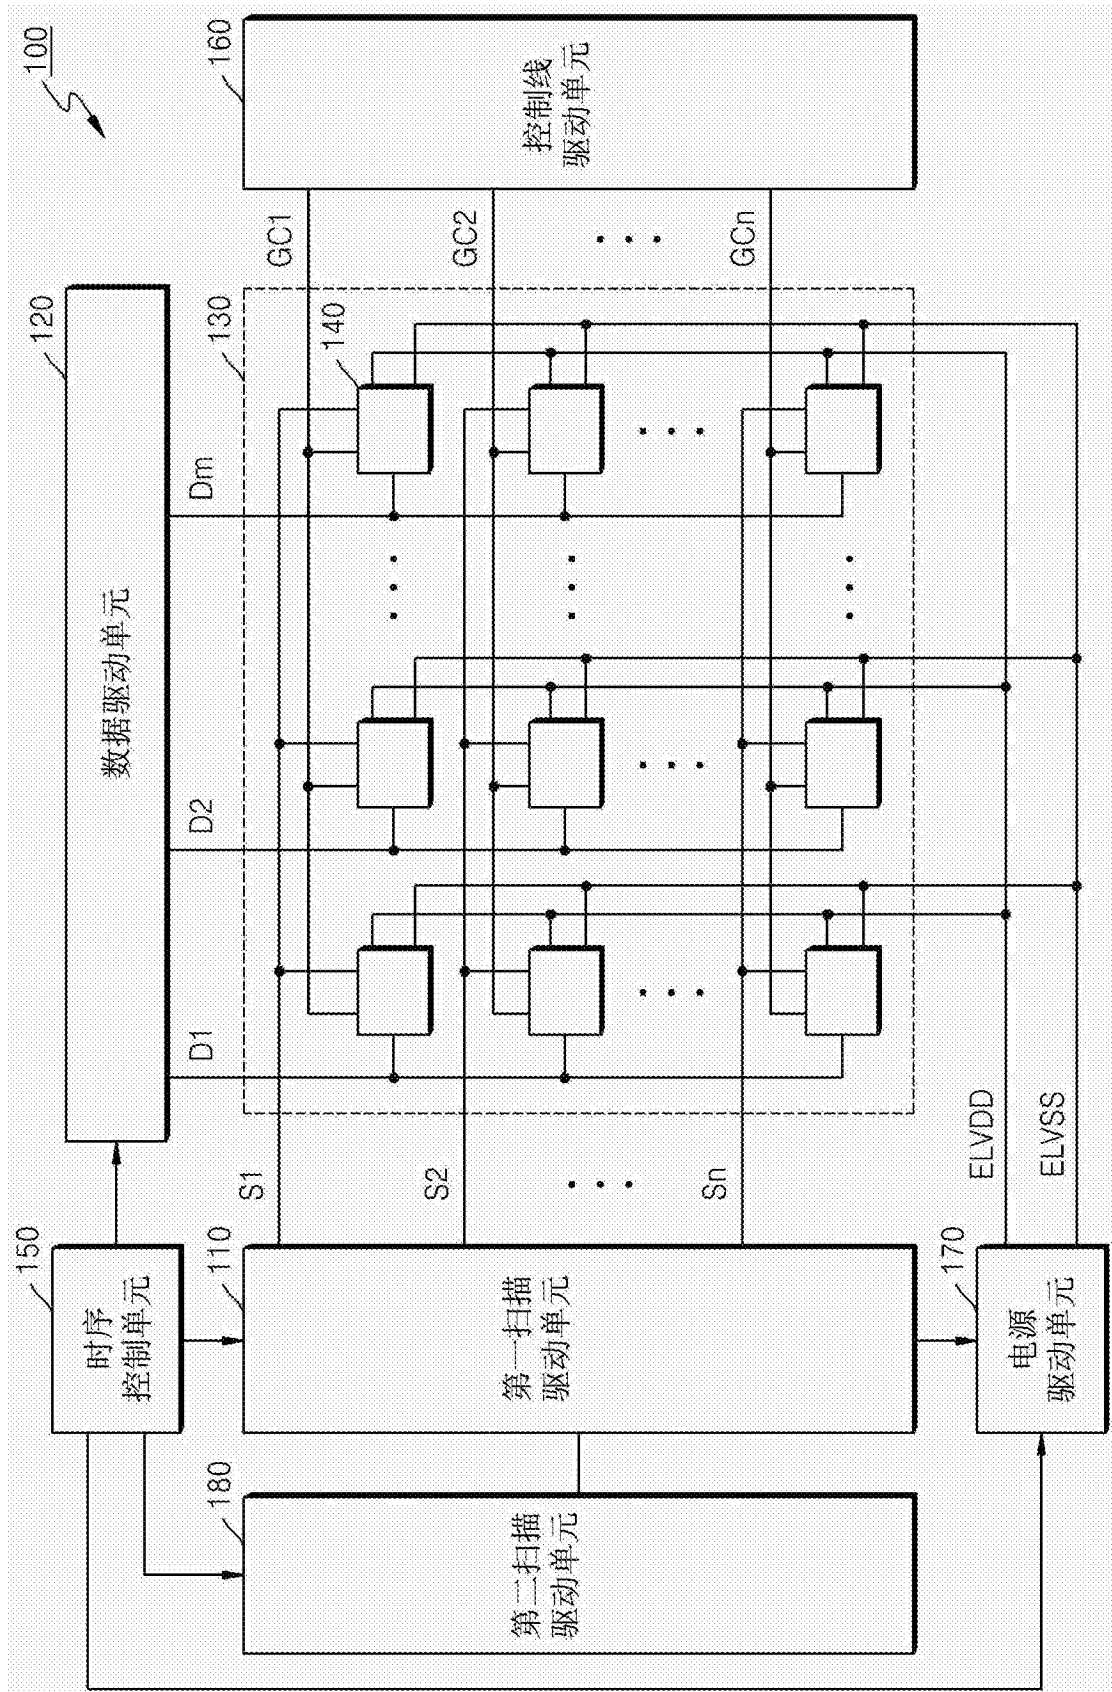 100
150
时序
控制单元
120
数据驱动单元
D1
D2
Dm
180
第二扫描
驱动单元
110
第一扫描
驱动单元
S1
S2
Sn
130
140
GC1
GC2
GCn
160
控制线
驱动单元
170
电源
驱动单元
ELVDD
ELVSS